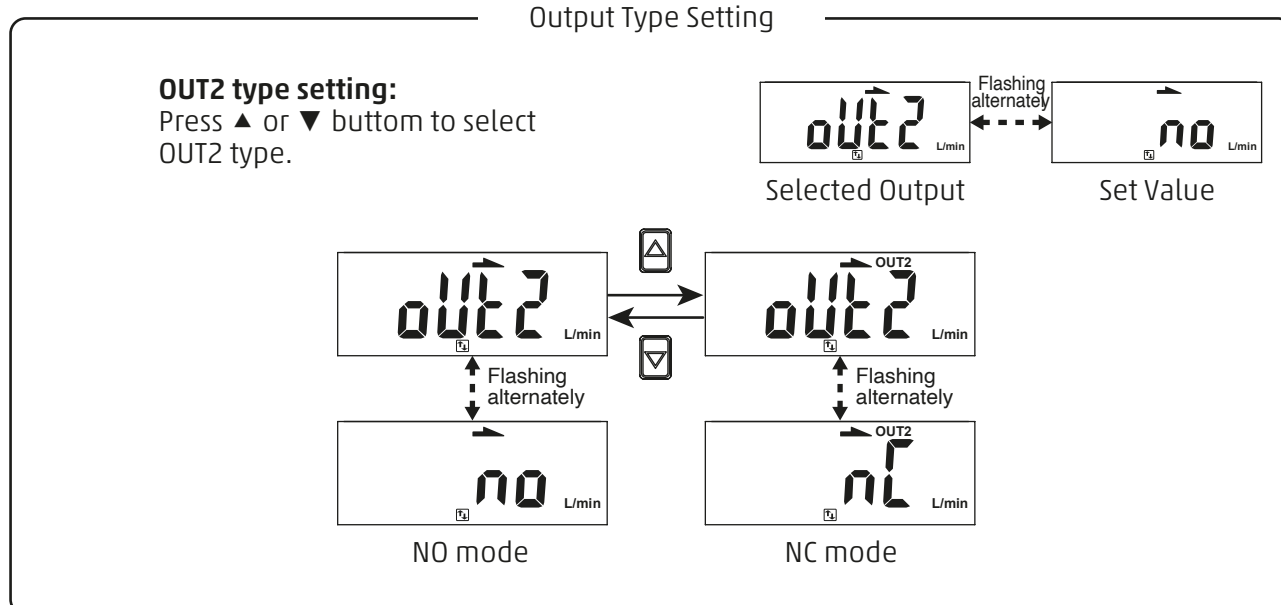 Output Type Setting
OUT2 type setting:
Press ▲ or ▼ buttom to select
OUT2 type.
oUt2 L/min
Flashing
alternately
no L/min
Selected Output
Set Value
oUt2 L/min
OUT2
oUt2 L/min
Flashing
alternately
Flashing
alternately
no L/min
OUT2
nC L/min
NO mode
NC mode